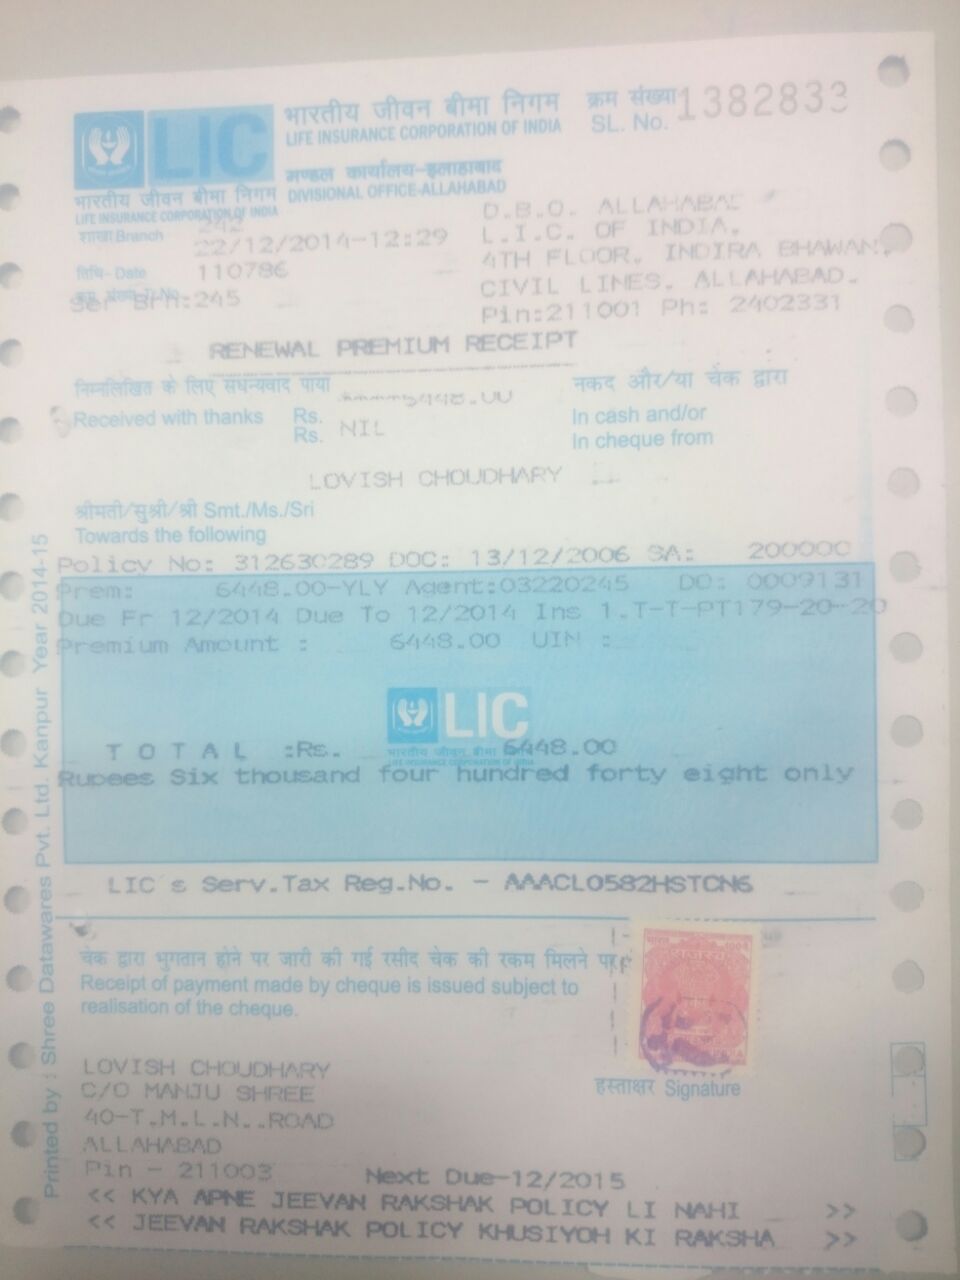 LIC
भारतीय जीवन बीमा निगम
LIFE INSURANCE CORPORATION OF INDIA
भारतीय जीवन बीमा निगम
LIFE INSURANCE CORPORATION OF INDIA
मण्डल कार्यालय-इलाहाबाद
DIVISIONAL OFFICE-ALLAHABAD
क्रम संख्या 1382833
SL. No.
शाखा Branch 242
22/12/2014-12:29
तिथि- Date 110786
Ser Brh:245
D.B.O. ALLAHABAD
L.I.C. OF INDIA,
4TH FLOOR, INDIRA BHAWAN,
CIVIL LINES, ALLAHABAD.
Pin:211001 Ph: 2402331
RENEWAL PREMIUM RECEIPT
निम्नलिखित के लिए सधन्यवाद पाया
नकद और/या चेक द्वारा
Received with thanks Rs.
In cash and/or
Rs. NIL
In cheque from
LOVISH CHOUDHARY
श्रीमती/सुश्री/श्री Smt./Ms./Sri
Towards the following
Policy No: 312630289 DOC: 13/12/2006 SA: 200000
Prem: 6448.00-YLY Agent:03220245 DO: 0009131
Due Fr 12/2014 Due To 12/2014 Ins 1.T-T-PT179-20-20
Premium Amount : 6448.00 UIN :
LIC
भारतीय जीवन बीमा
LIFE INSURANCE CORPORATION OF INDIA
T O T A L :Rs. 6448.00
Rupees Six thousand four hundred forty eight only
LIC s Serv.Tax Reg.No. - AAACL0582HSTCN6
चेक द्वारा भुगतान होने पर जारी की गई रसीद चेक की रकम मिलने पर
Receipt of payment made by cheque is issued subject to
realisation of the cheque.
भारत
राजस्व
हस्ताक्षर Signature
LOVISH CHOUDHARY
C/O MANJU SHREE
40-T.M.L.N..ROAD
ALLAHABAD
Pin - 211003 Next Due-12/2015
<< KYA APNE JEEVAN RAKSHAK POLICY LI NAHI >>
<< JEEVAN RAKSHAK POLICY KHUSIYOH KI RAKSHA >>
Printed by : Shree Datawares Pvt. Ltd. Kanpur Year 2014-15